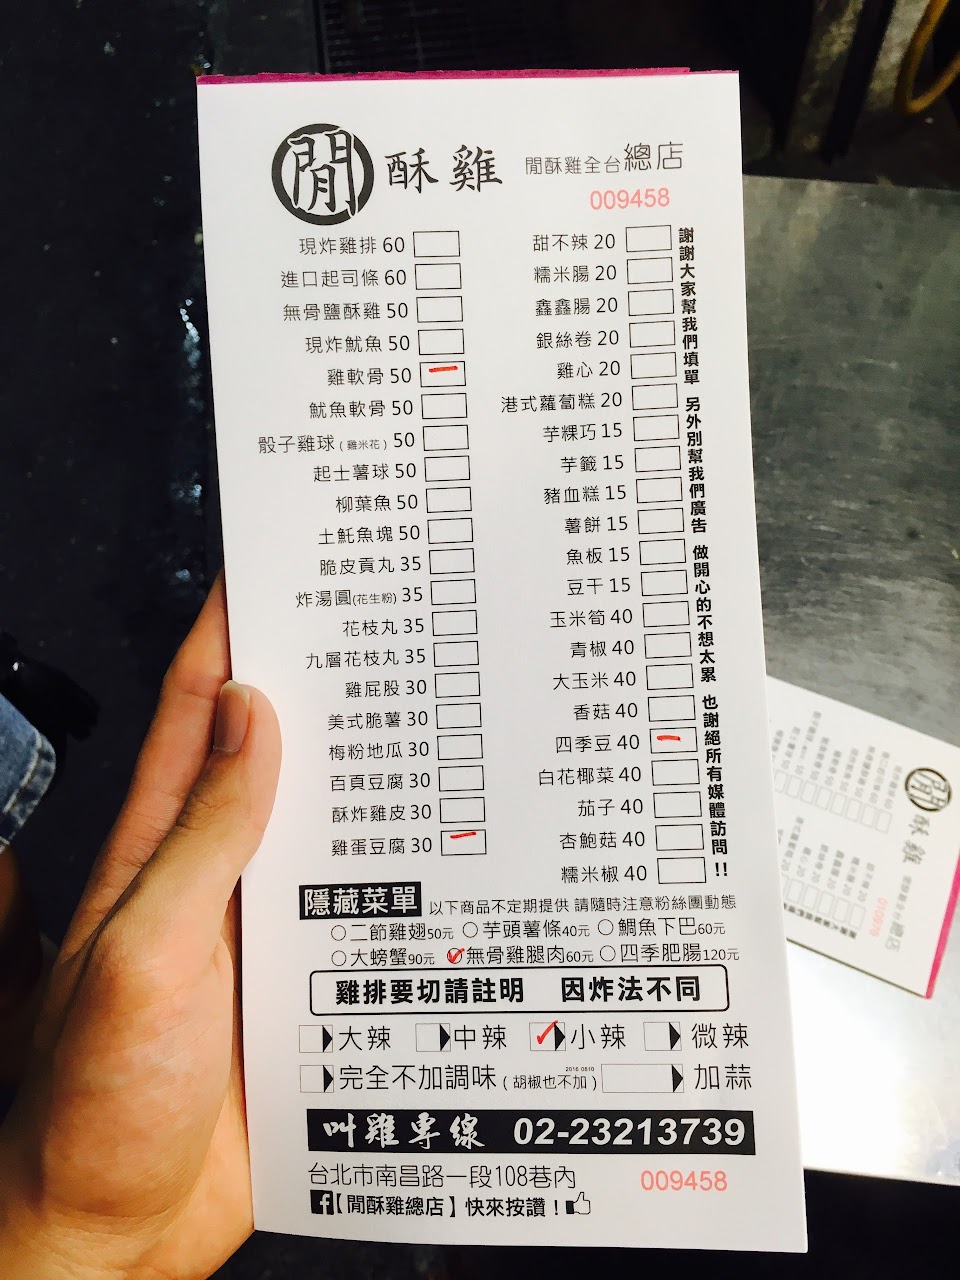 閒 酥雞 閒酥雞全台總店
009458
現炸雞排 60
進口起司條 60
無骨鹽酥雞 50
現炸魷魚 50
雞軟骨 50
魷魚軟骨 50
骰子雞球(雞米花) 50
起士薯球 50
柳葉魚 50
土魠魚塊 50
脆皮貢丸 35
炸湯圓(花生粉) 35
花枝丸 35
九層花枝丸 35
雞屁股 30
美式脆薯 30
梅粉地瓜 30
百頁豆腐 30
酥炸雞皮 30
雞蛋豆腐 30
甜不辣 20
糯米腸 20
鑫鑫腸 20
銀絲卷 20
雞心 20
港式蘿蔔糕 20
芋粿巧 15
芋籤 15
豬血糕 15
薯餅 15
魚板 15
豆干 15
玉米筍 40
青椒 40
大玉米 40
香菇 40
四季豆 40
白花椰菜 40
茄子 40
杏鮑菇 40
糯米椒 40
謝謝大家幫我們填單 另外別幫我們廣告 做開心的不想太累 也謝絕所有媒體訪問!!
隱藏菜單 以下商品不定期提供 請隨時注意粉絲團動態
○二節雞翅50元 ○芋頭薯條40元 ○鯛魚下巴60元
○大螃蟹90元 ○無骨雞腿肉60元 ○四季肥腸120元
雞排要切請註明 因炸法不同
大辣 中辣 小辣 微辣
完全不加調味(胡椒也不加) 2016 0810 加蒜
叫雞專線 02-23213739
台北市南昌路一段108巷內 009458
f【閒酥雞總店】快來按讚!
閒 酥雞
010970